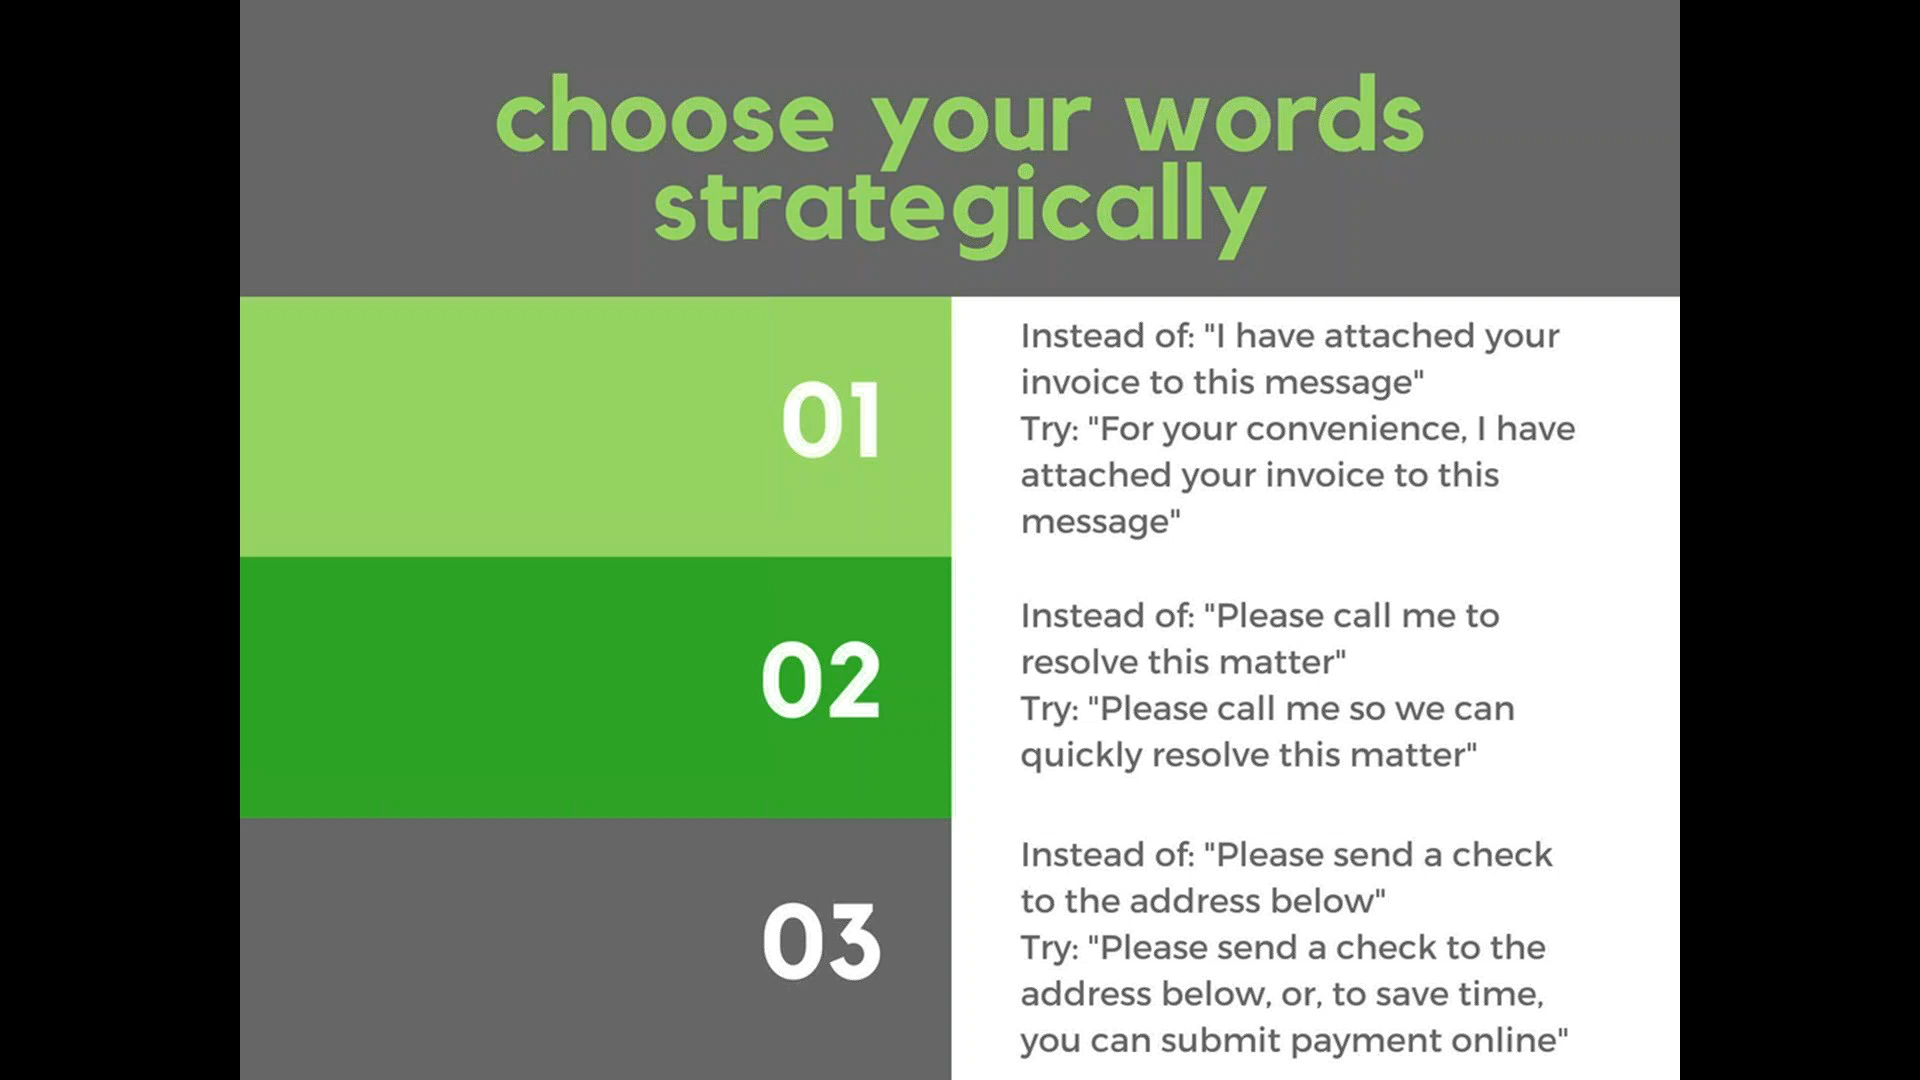 choose your words
strategically
01
Instead of: "I have attached your
invoice to this message"
Try: "For your convenience, I have
attached your invoice to this
message"
02
Instead of: "Please call me to
resolve this matter"
Try: "Please call me so we can
quickly resolve this matter"
03
Instead of: "Please send a check
to the address below"
Try: "Please send a check to the
address below, or, to save time,
you can submit payment online"